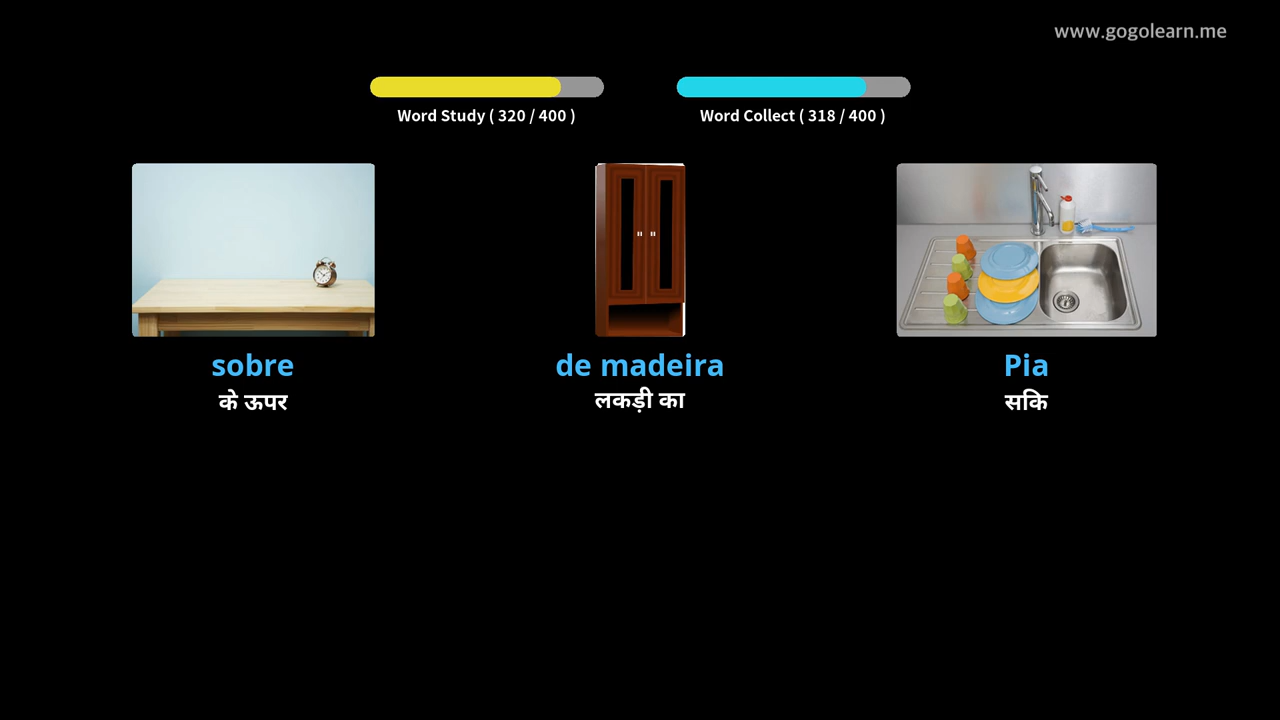 www.gogolearn.me
Word Study ( 320 / 400 )
Word Collect ( 318 / 400 )
sobre
de madeira
Pia
के ऊपर
लकड़ी का
सकि